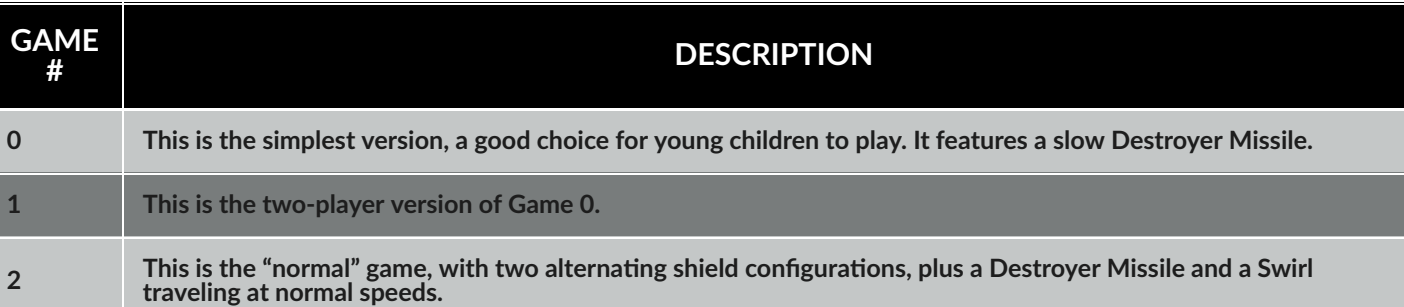 GAME
#
DESCRIPTION
0
This is the simplest version, a good choice for young children to play. It features a slow Destroyer Missile.
1
This is the two-player version of Game 0.
2
This is the “normal” game, with two alternating shield configurations, plus a Destroyer Missile and a Swirl
traveling at normal speeds.